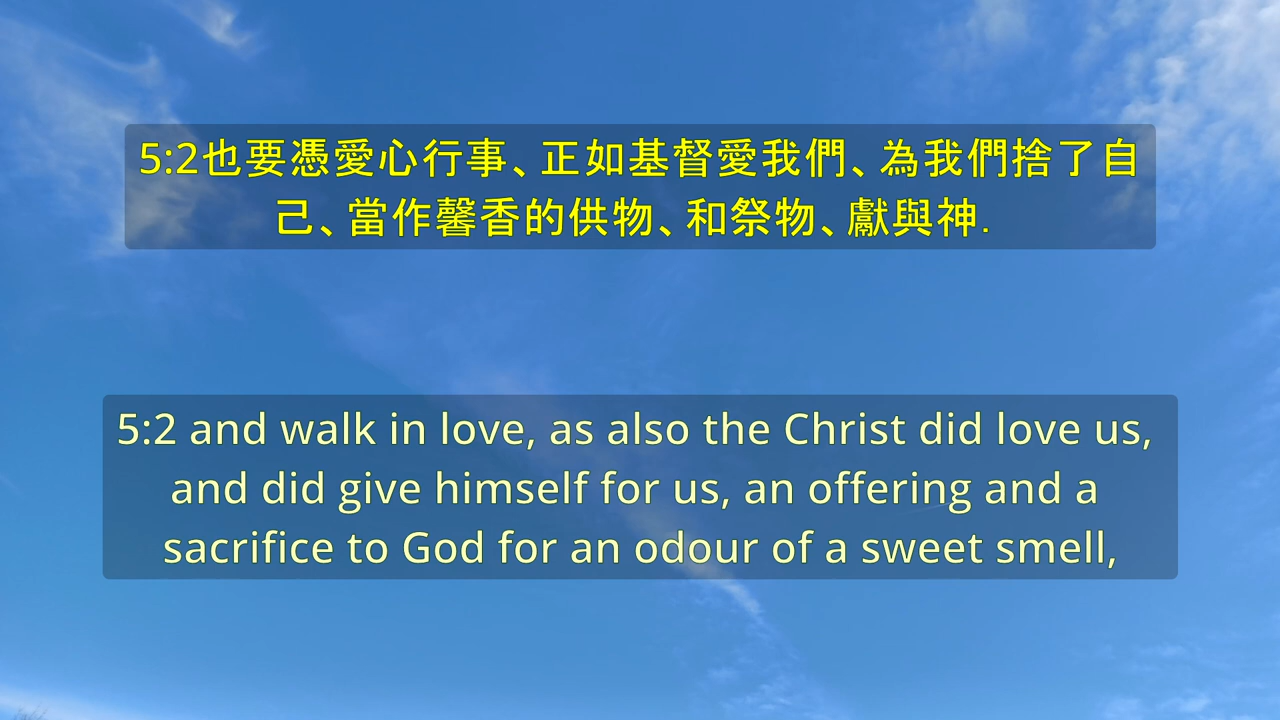 5:2也要憑愛心行事、正如基督愛我們、為我們捨了自
己、當作馨香的供物、和祭物、獻與神.
5:2 and walk in love, as also the Christ did love us,
and did give himself for us, an offering and a
sacrifice to God for an odour of a sweet smell,